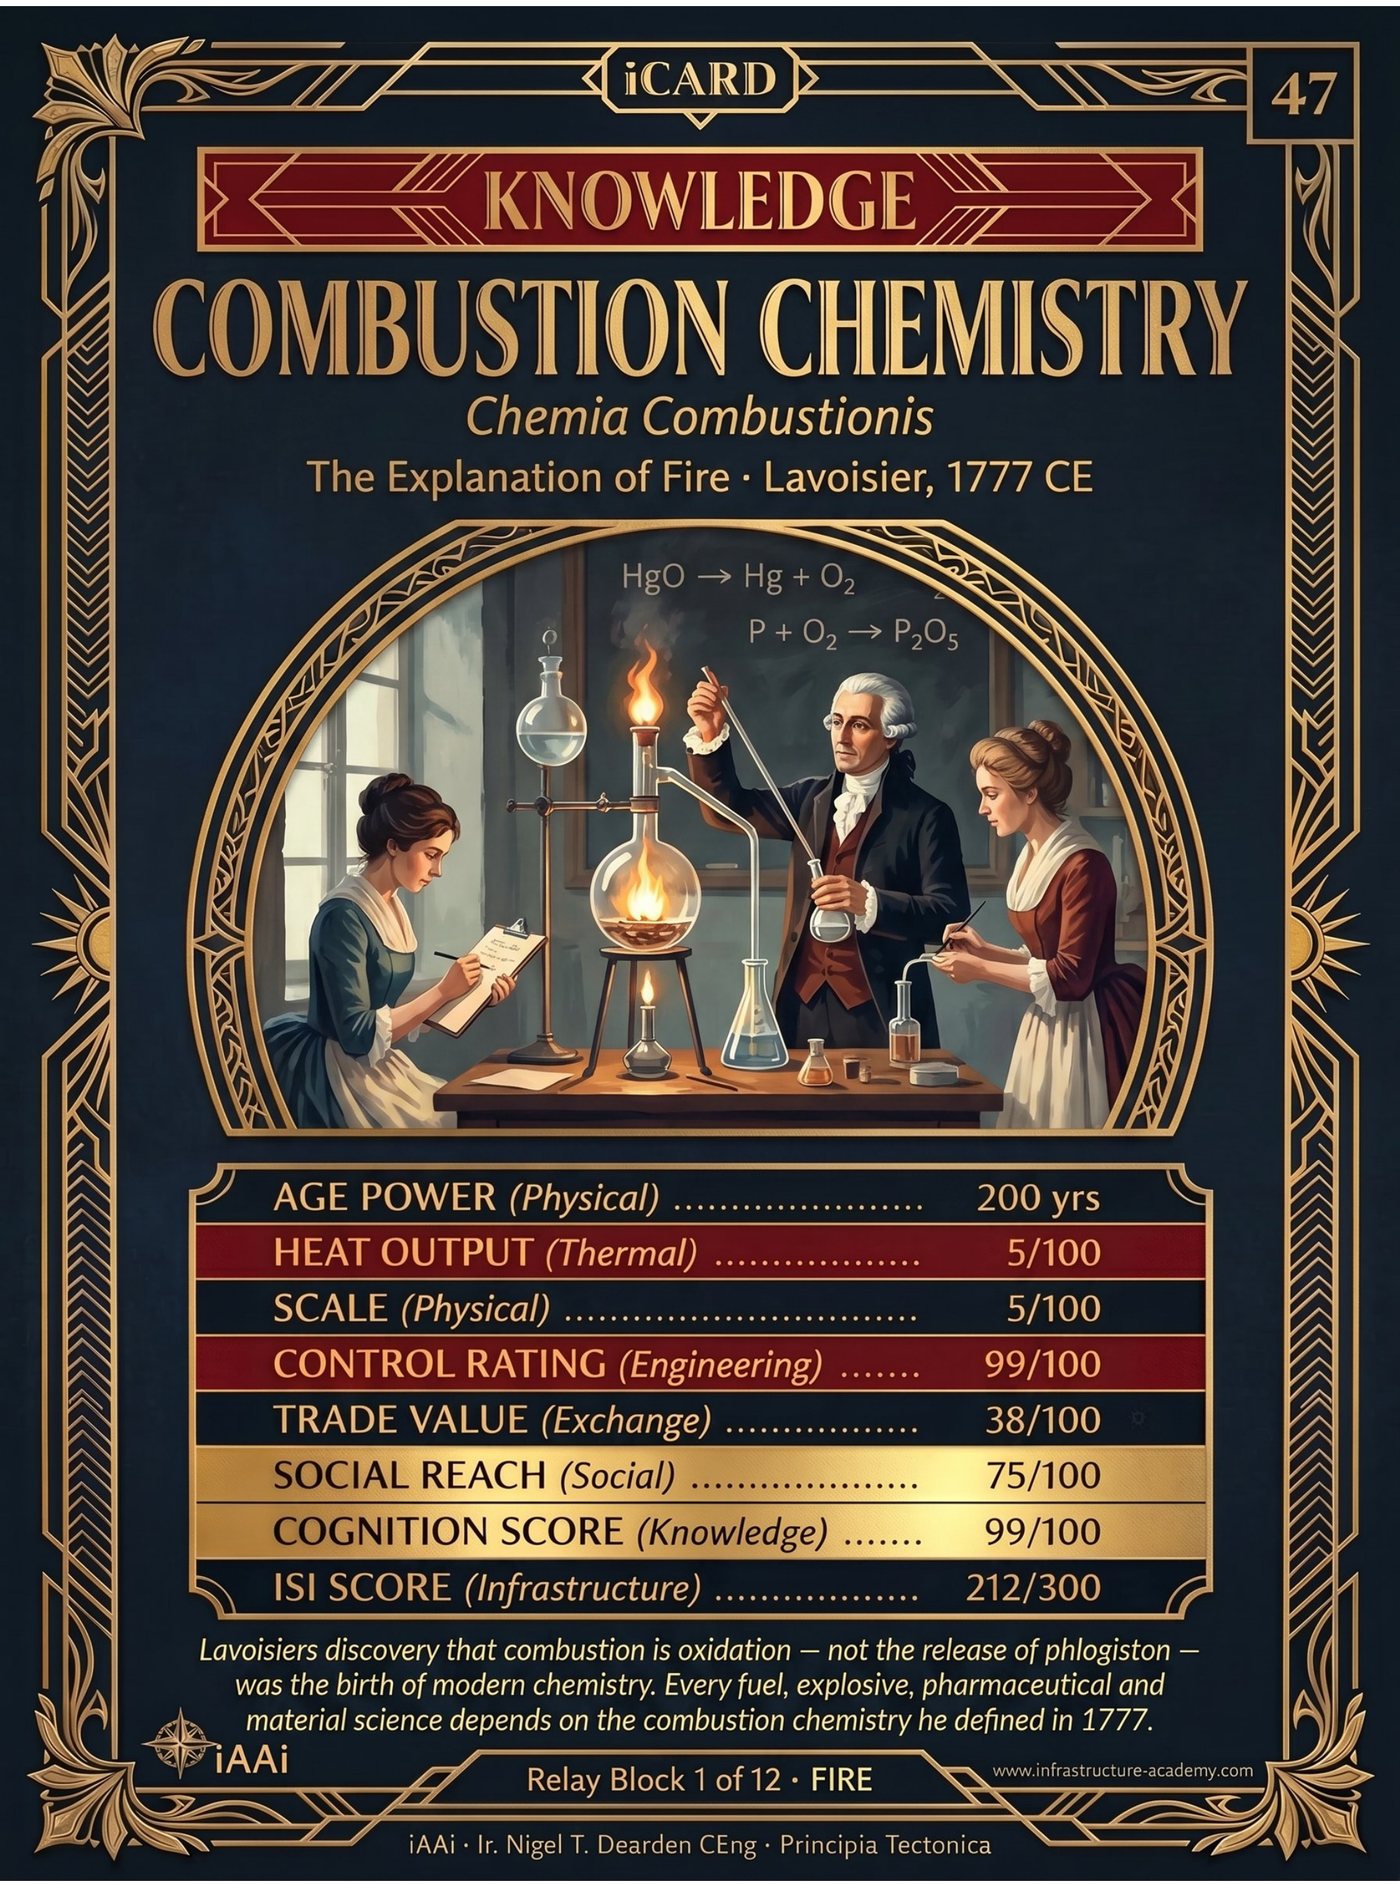 iCARD
47
KNOWLEDGE
COMBUSTION CHEMISTRY
Chemia Combustionis
The Explanation of Fire · Lavoisier, 1777 CE
HgO → Hg + O₂
P + O₂ → P₂O₅
AGE POWER (Physical) ...................... 200 yrs
HEAT OUTPUT (Thermal) .................. 5/100
SCALE (Physical) ............................... 5/100
CONTROL RATING (Engineering) ....... 99/100
TRADE VALUE (Exchange) ................. 38/100
SOCIAL REACH (Social) .................... 75/100
COGNITION SCORE (Knowledge) ....... 99/100
ISI SCORE (Infrastructure) .................. 212/300
Lavoisiers discovery that combustion is oxidation — not the release of phlogiston —
was the birth of modern chemistry. Every fuel, explosive, pharmaceutical and
material science depends on the combustion chemistry he defined in 1777.
iAAi
Relay Block 1 of 12 · FIRE
www.infrastructure-academy.com
iAAi · Ir. Nigel T. Dearden CEng · Principia Tectonica